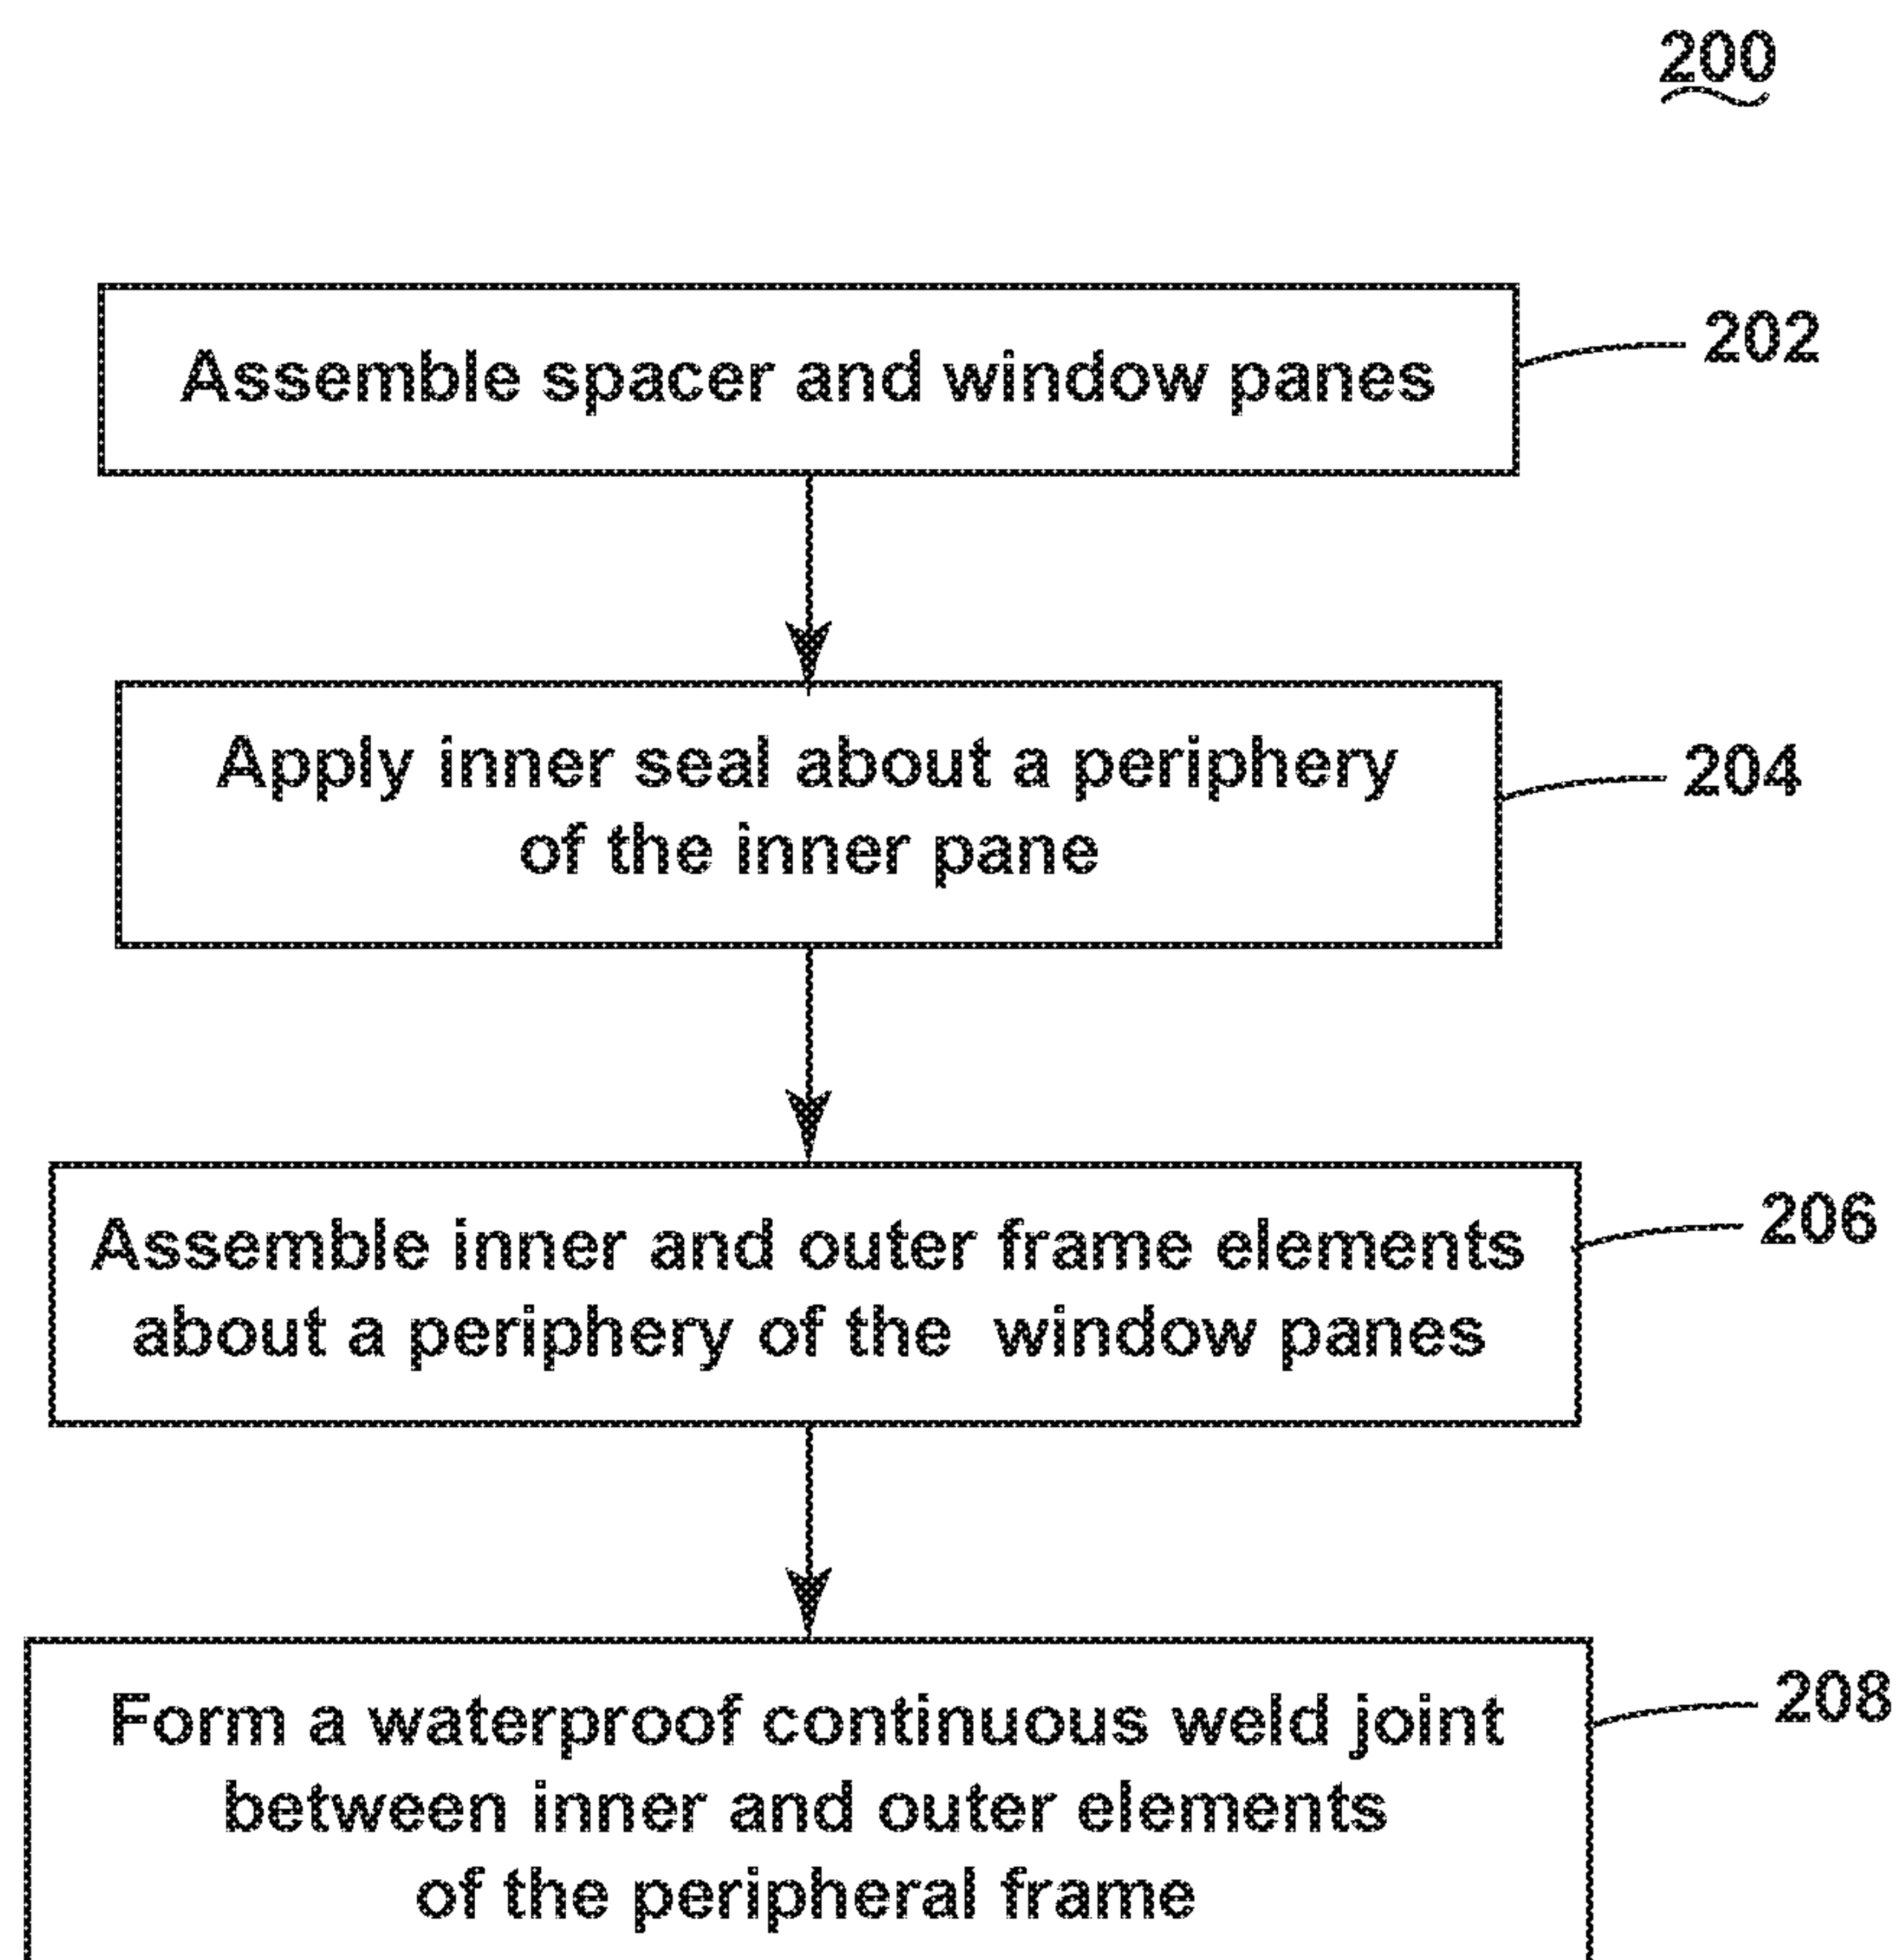 200
Assemble spacer and window panes
202
Apply inner seal about a periphery
of the inner pane
204
Assemble inner and outer frame elements
about a periphery of the window panes
206
Form a waterproof continuous weld joint
between inner and outer elements
of the peripheral frame
208